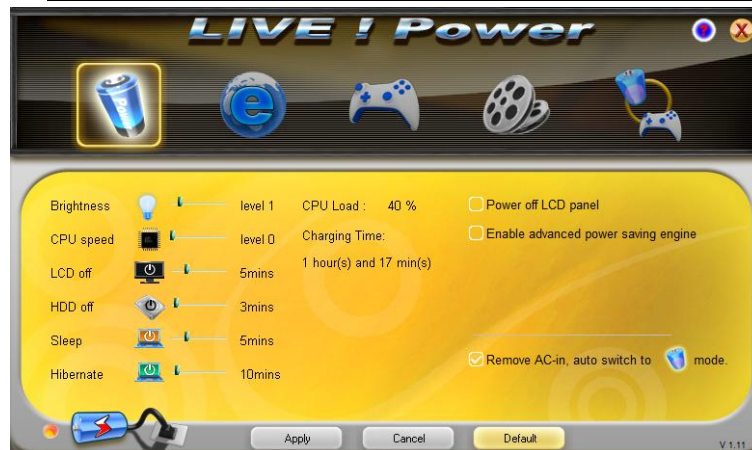 LIVE ! Power
Power
Brightness level 1 CPU Load : 40 % Power off LCD panel
CPU speed level 0 Charging Time: Enable advanced power saving engine
LCD off 5mins 1 hour(s) and 17 min(s)
HDD off 3mins
Sleep 5mins
Hibernate 10mins Remove AC-in, auto switch to mode.
Apply Cancel Default V 1.11